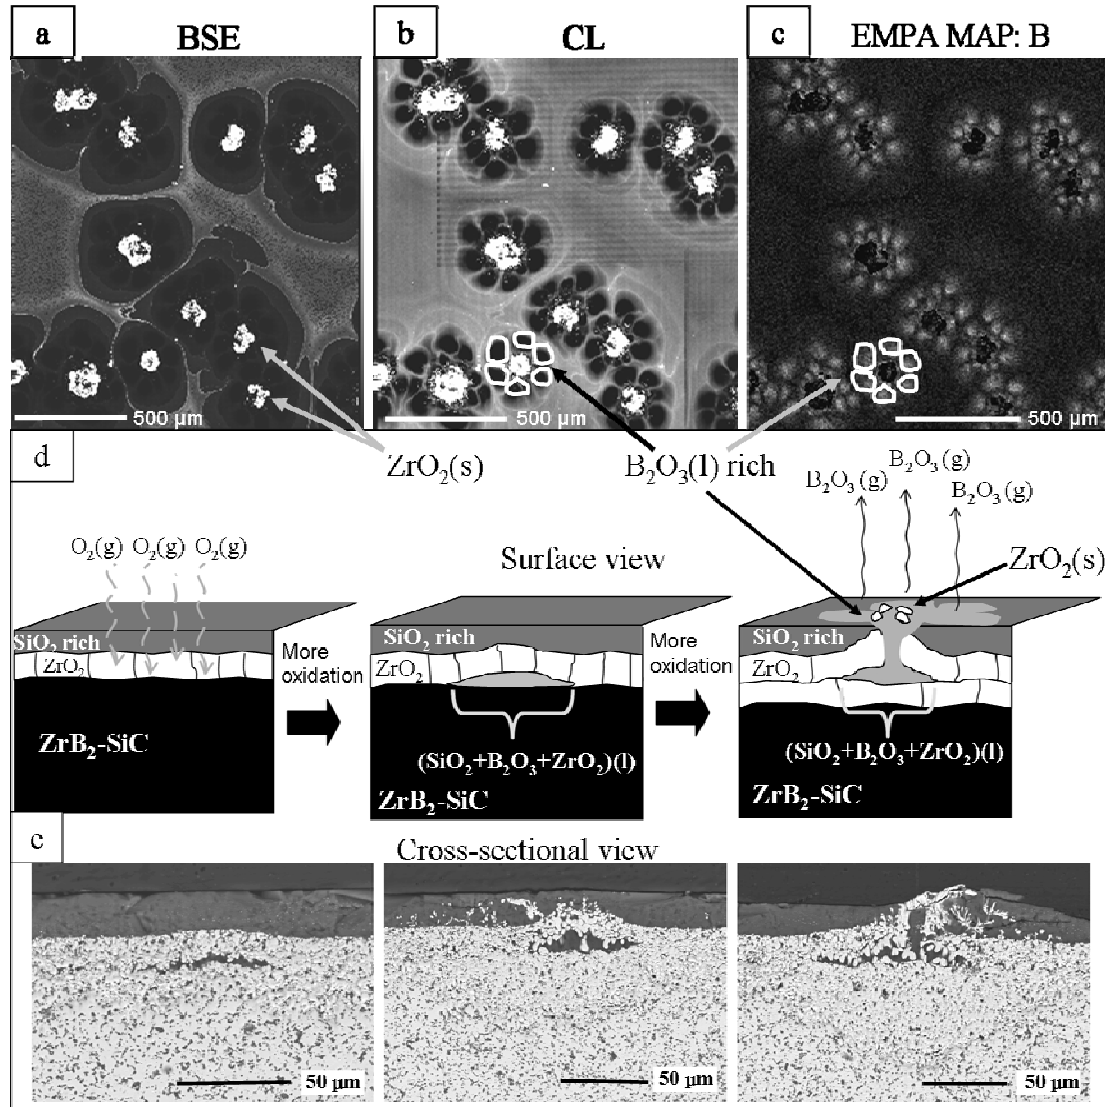 a
BSE
b
CL
c
EMPA MAP: B
500 µm
500 µm
500 µm
d
ZrO₂(s)
B₂O₃(l) rich
B₂O₃(g)
B₂O₃(g)
B₂O₃(g)
O₂(g) O₂(g) O₂(g)
Surface view
ZrO₂(s)
SiO₂ rich
ZrO₂
ZrB₂-SiC
More
oxidation
SiO₂ rich
ZrO₂
(SiO₂+B₂O₃+ZrO₂)(l)
ZrB₂-SiC
More
oxidation
SiO₂ rich
ZrO₂
(SiO₂+B₂O₃+ZrO₂)(l)
ZrB₂-SiC
e
Cross-sectional view
50 µm
50 µm
50 µm